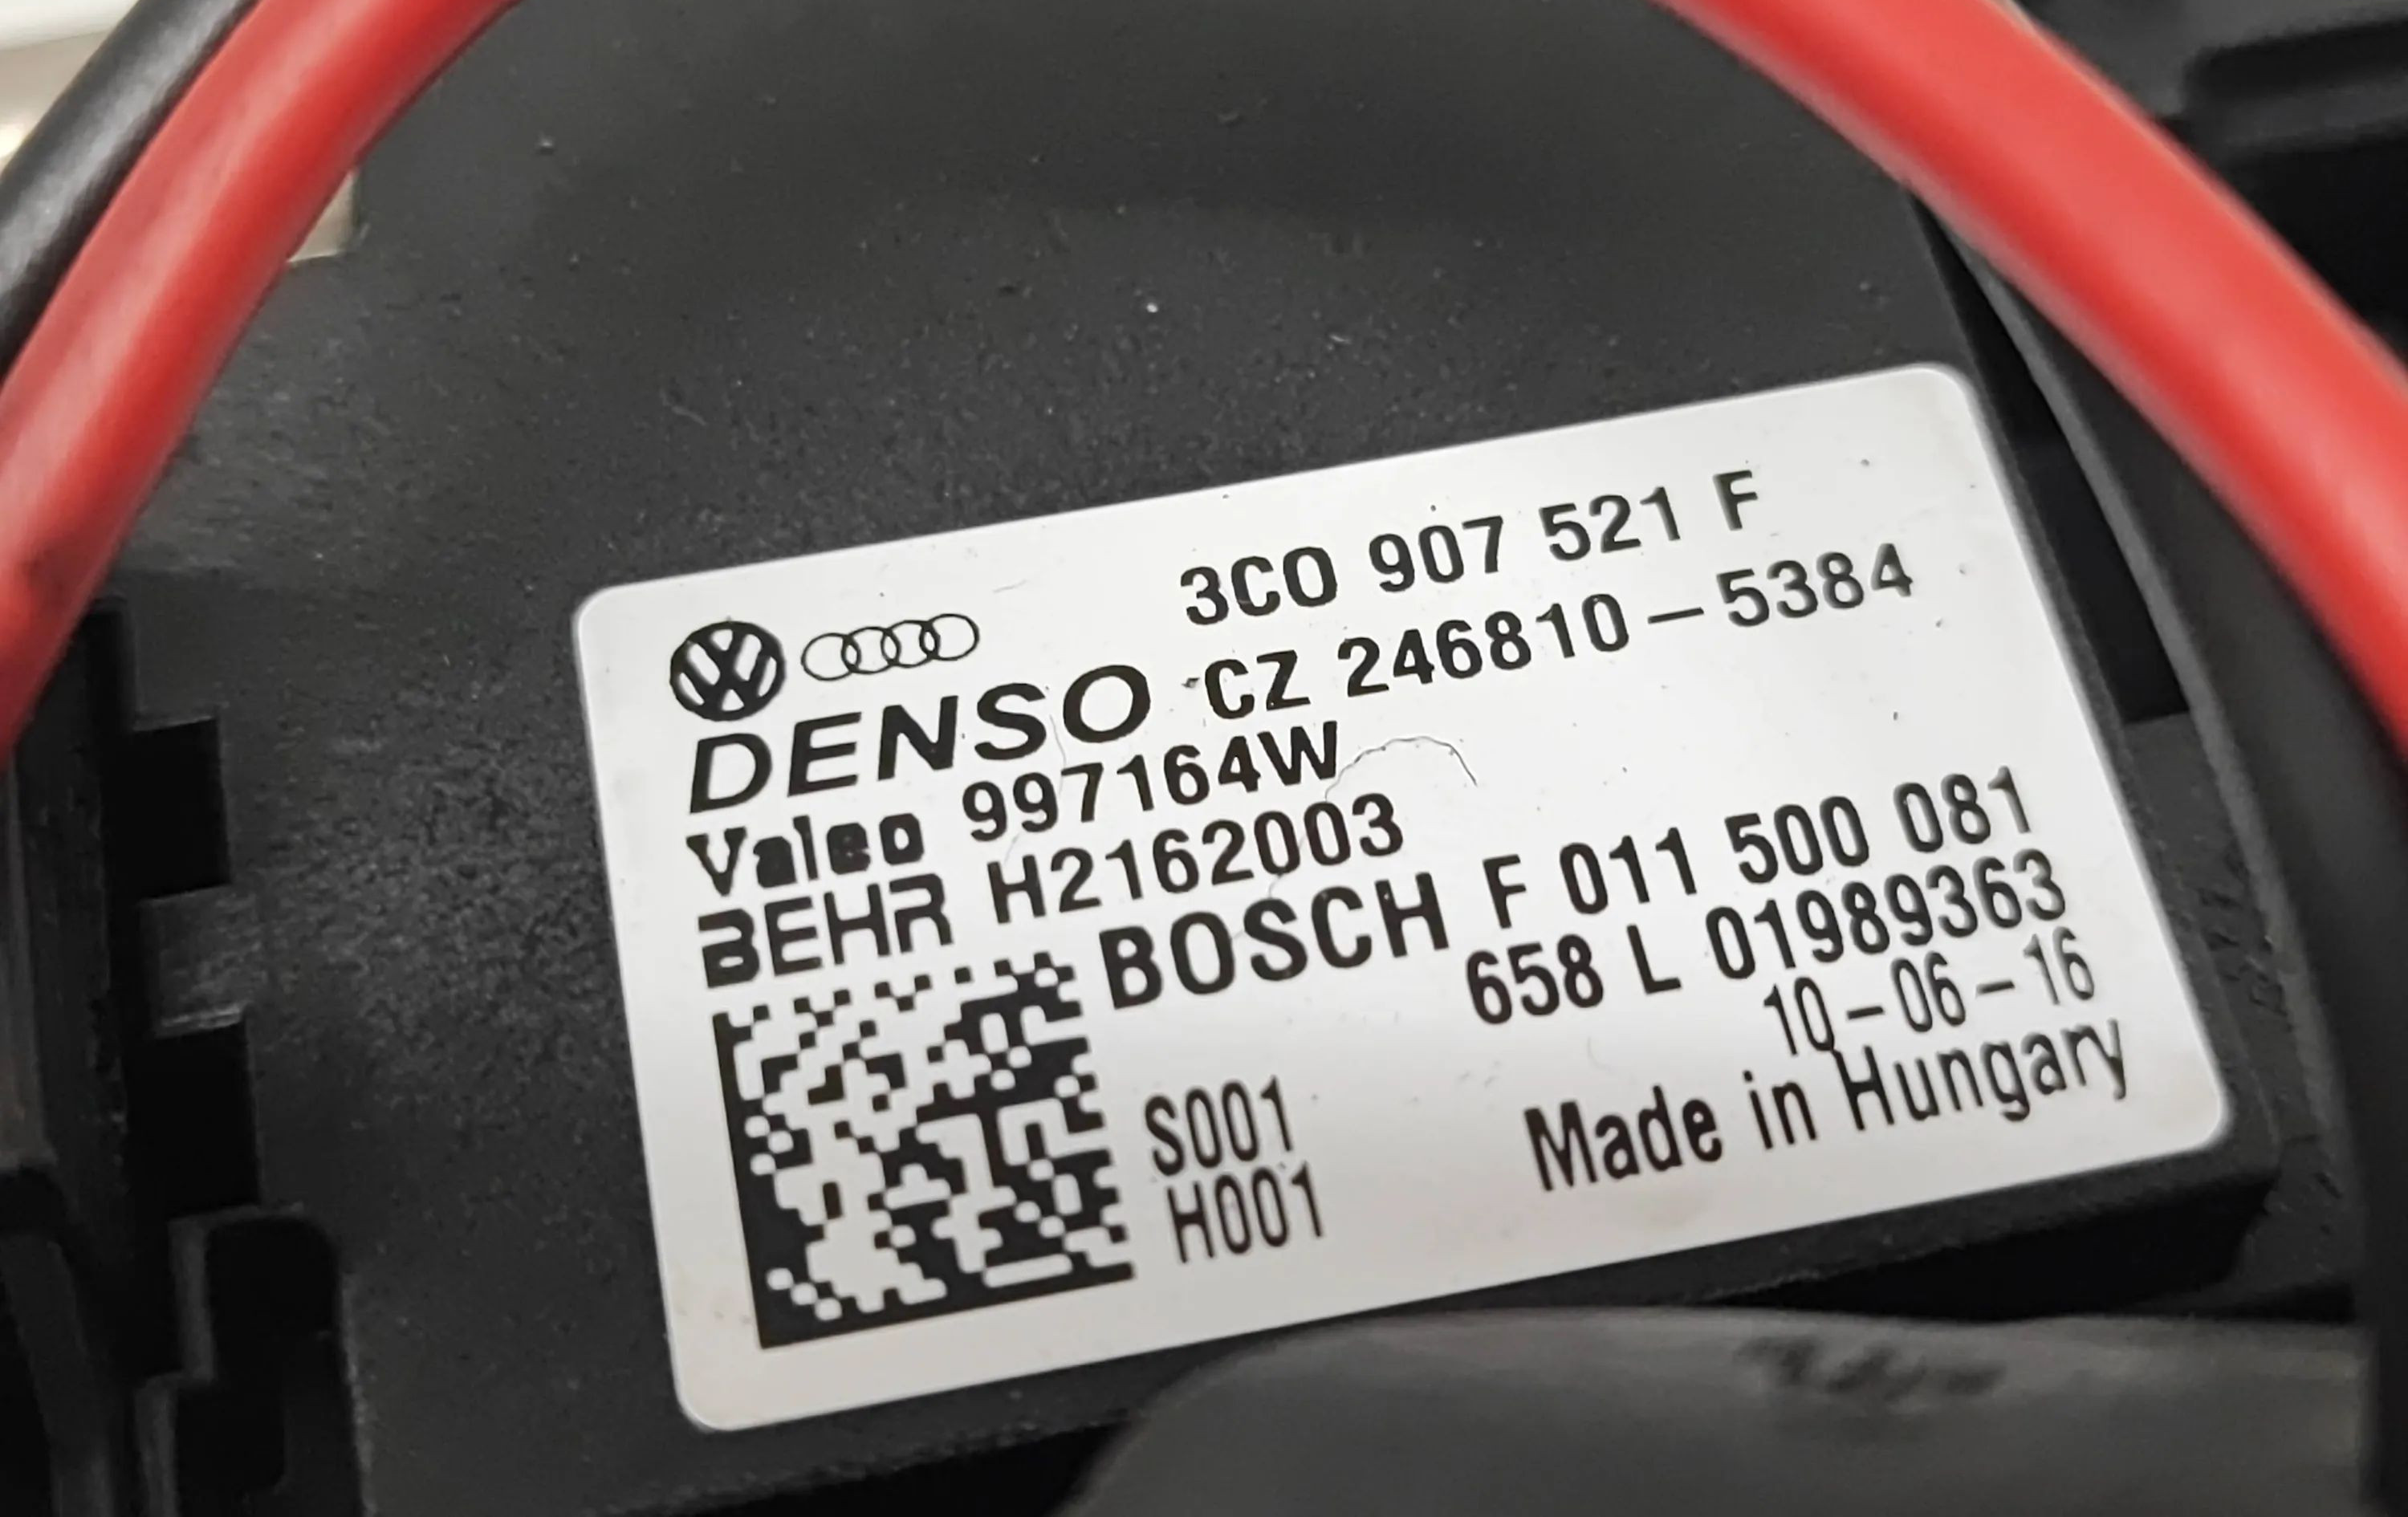 3C0 907 521 F
DENSO CZ 246810-5384
Valeo 997164W
BEHR H2162003
BOSCH F 011 500 081
658 L 01989363
10-06-16
S001
H001
Made in Hungary